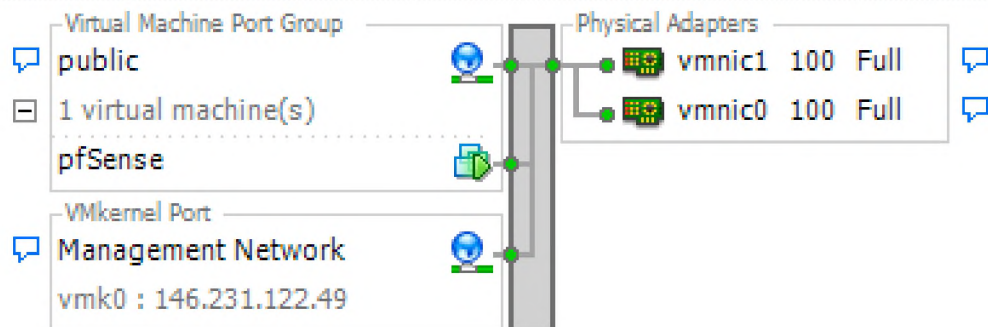 Virtual Machine Port Group
public
1 virtual machine(s)
pfSense
VMkernel Port
Management Network
vmk0 : 146.231.122.49
Physical Adapters
vmnic1 100 Full
vmnic0 100 Full